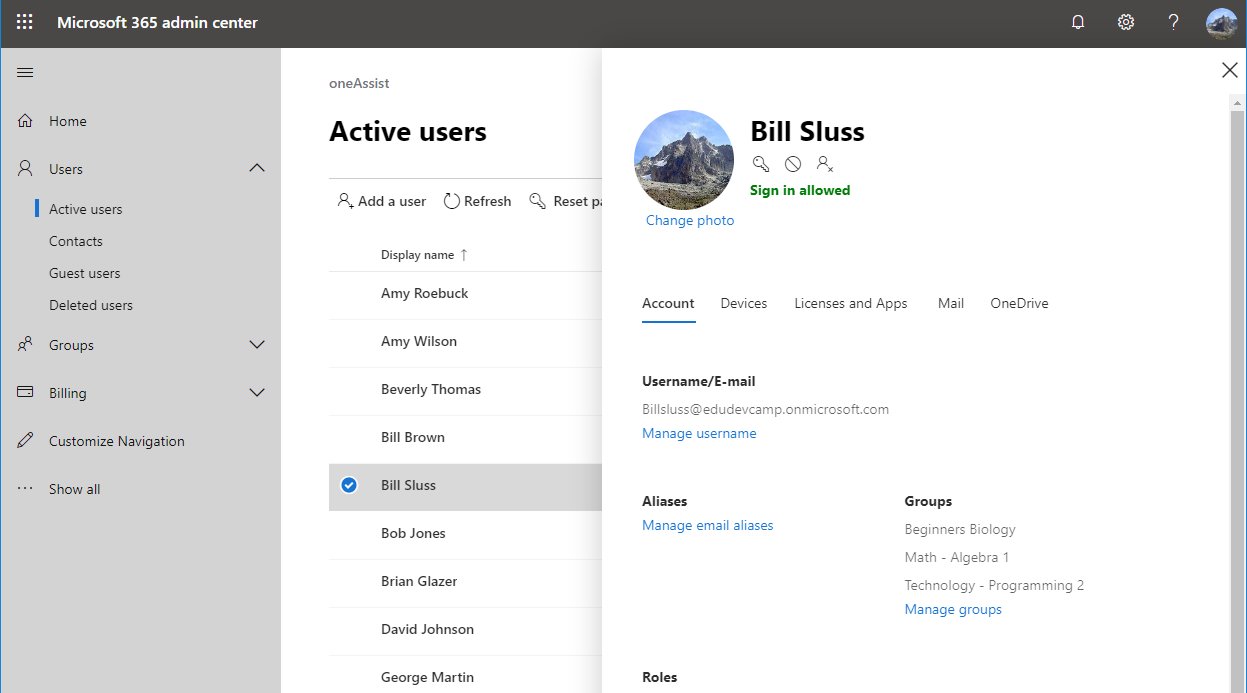 Microsoft 365 admin center
Home
Users
Active users
Contacts
Guest users
Deleted users
Groups
Billing
Customize Navigation
Show all
oneAssist
Active users
Add a user Refresh Reset
Display name ↑
Amy Roebuck
Amy Wilson
Beverly Thomas
Bill Brown
Bill Sluss
Bob Jones
Brian Glazer
David Johnson
George Martin
Bill Sluss
Sign in allowed
Change photo
Account Devices Licenses and Apps Mail OneDrive
Username/E-mail
Billsluss@edudevcamp.onmicrosoft.com
Manage username
Aliases
Manage email aliases
Groups
Beginners Biology
Math - Algebra 1
Technology - Programming 2
Manage groups
Roles